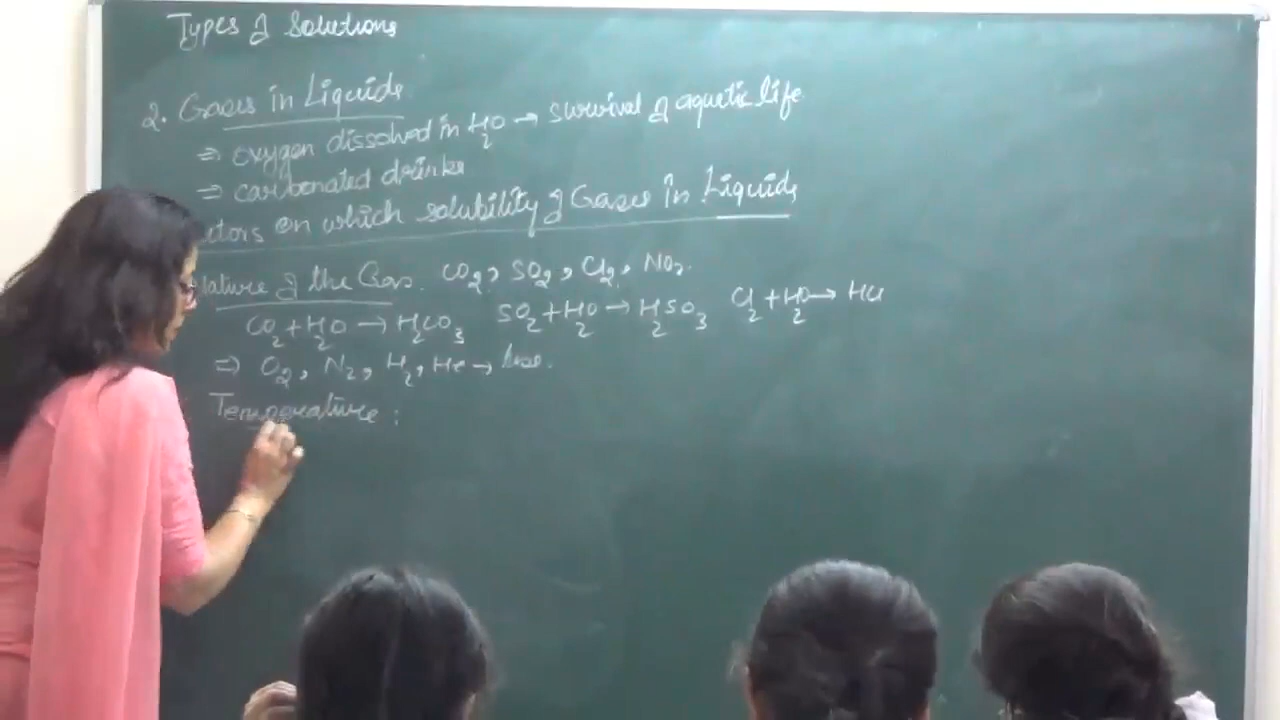 Types of Solutions
2. Gases in Liquids
⇒ oxygen dissolved in H₂O → survival of aquatic life
⇒ carbonated drinks
ctors on which solubility of Gases in Liquids
Nature of the Gas. CO₂, SO₂, Cl₂, NO₂.
CO₂ + H₂O → H₂CO₃ SO₂ + H₂O → H₂SO₃ Cl₂ + H₂O → HCl
⇒ O₂, N₂, H₂, He → less.
Temperature :